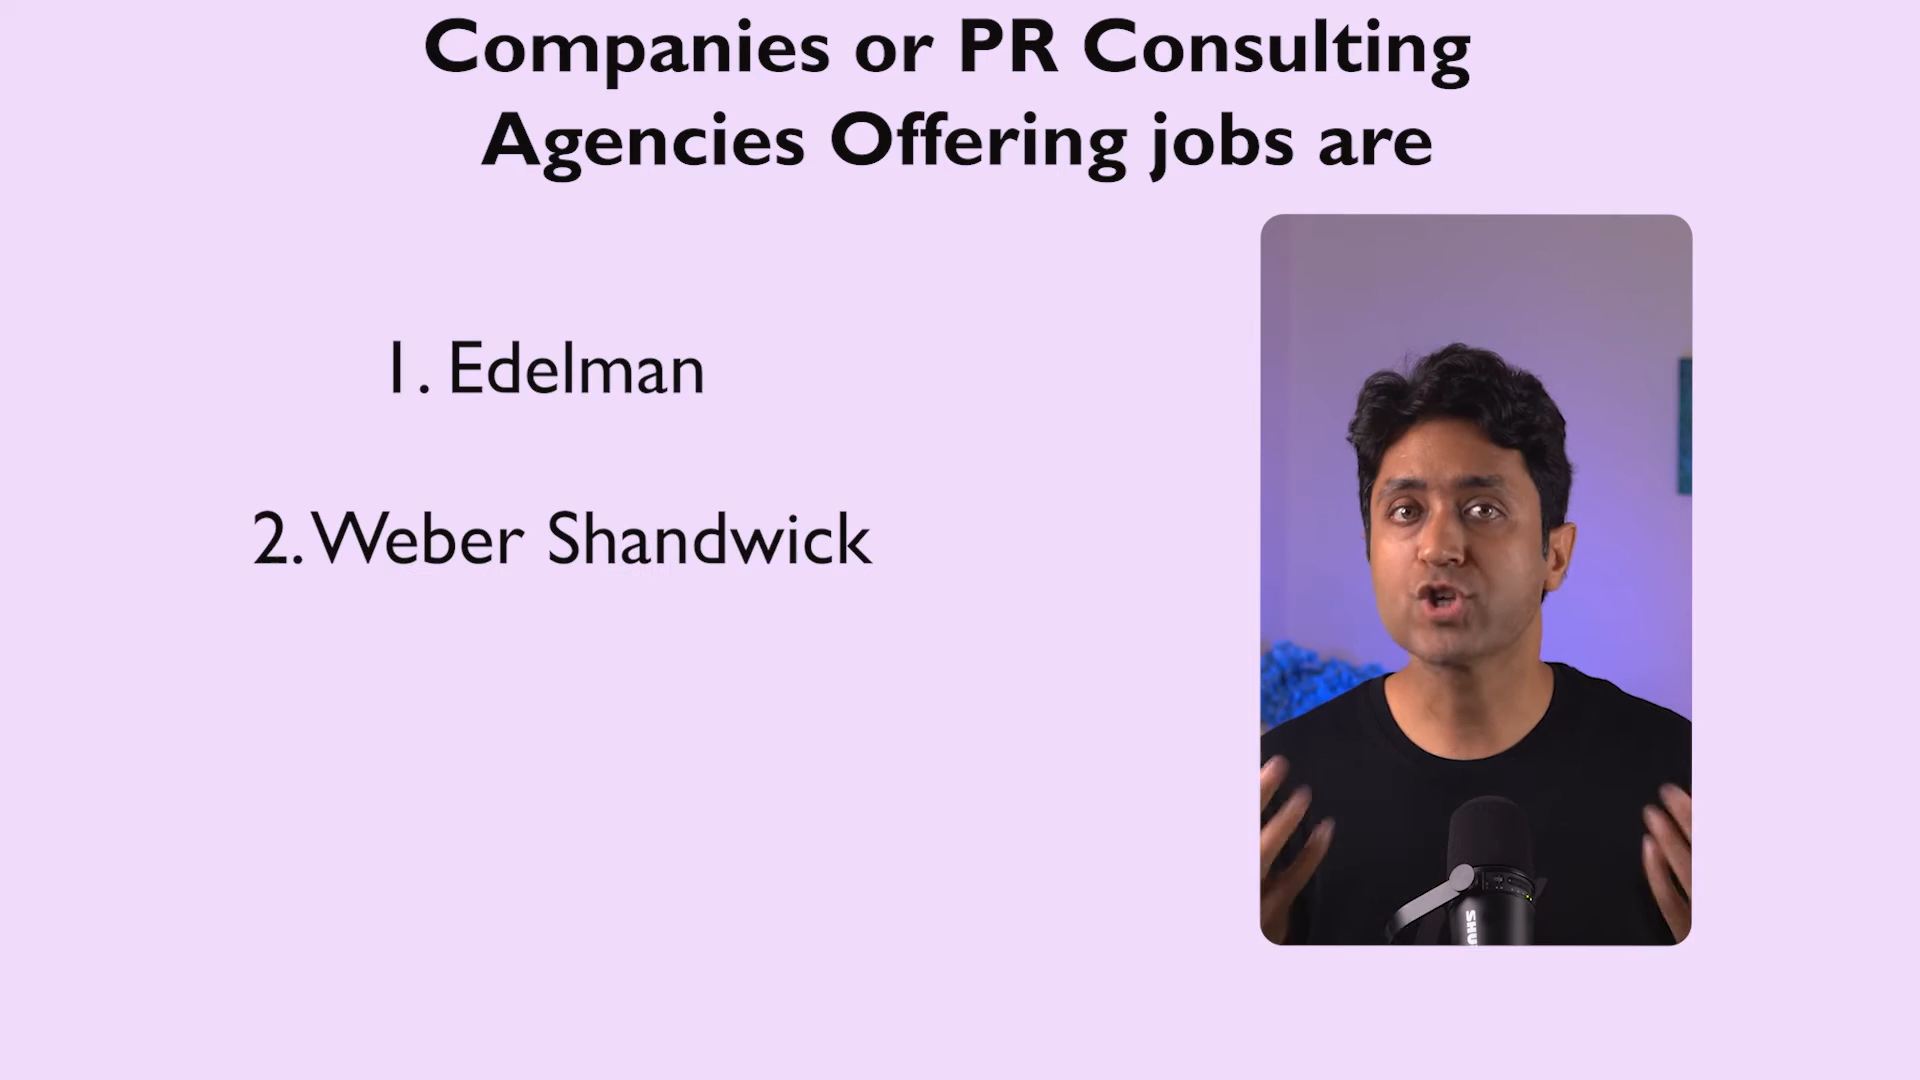 Companies or PR Consulting
Agencies Offering jobs are
1. Edelman
2. Weber Shandwick